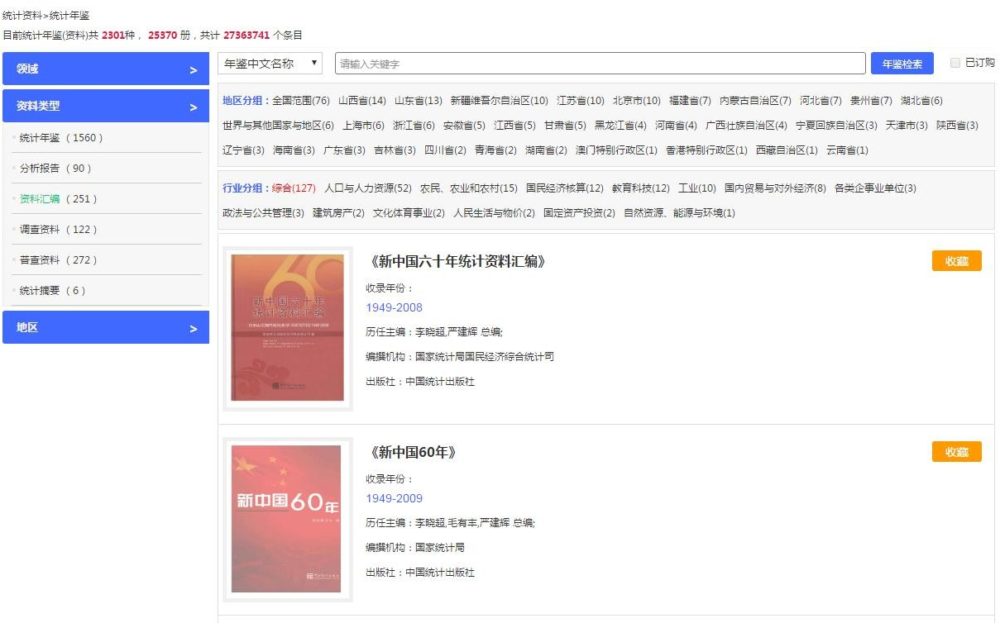 统计资料>统计年鉴
目前统计年鉴(资料)共 2301种， 25370 册，共计 27363741 个条目
领域 >
资料类型 >
统计年鉴 （ 1560 ）
分析报告 （ 90 ）
资料汇编 （ 251 ）
调查资料 （ 122 ）
普查资料 （ 272 ）
统计摘要 （ 6 ）
地区 >
年鉴中文名称 ▼ 请输入关键字 年鉴检索 已订购
地区分组：全国范围(76) 山西省(14) 山东省(13) 新疆维吾尔自治区(10) 江苏省(10) 北京市(10) 福建省(7) 内蒙古自治区(7) 河北省(7) 贵州省(7) 湖北省(6)
世界与其他国家与地区(6) 上海市(6) 浙江省(6) 安徽省(5) 江西省(5) 甘肃省(5) 黑龙江省(4) 河南省(4) 广西壮族自治区(4) 宁夏回族自治区(3) 天津市(3) 陕西省(3)
辽宁省(3) 海南省(3) 广东省(3) 吉林省(3) 四川省(2) 青海省(2) 湖南省(2) 澳门特别行政区(1) 香港特别行政区(1) 西藏自治区(1) 云南省(1)
行业分组：综合(127) 人口与人力资源(52) 农民、农业和农村(15) 国民经济核算(12) 教育科技(12) 工业(10) 国内贸易与对外经济(8) 各类企事业单位(3)
政法与公共管理(3) 建筑房产(2) 文化体育事业(2) 人民生活与物价(2) 固定资产投资(2) 自然资源、能源与环境(1)
60
新中国六十年
统计资料汇编
CHINA COMPENDIUM OF STATISTICS 1949-2008
《新中国六十年统计资料汇编》
收藏
收录年份：
1949-2008
历任主编：李晓超,严建辉 总编;
编撰机构：国家统计局国民经济综合统计司
出版社：中国统计出版社
新中国60年
《新中国60年》
收藏
收录年份：
1949-2009
历任主编：李晓超,毛有丰,严建辉 总编;
编撰机构：国家统计局
出版社：中国统计出版社